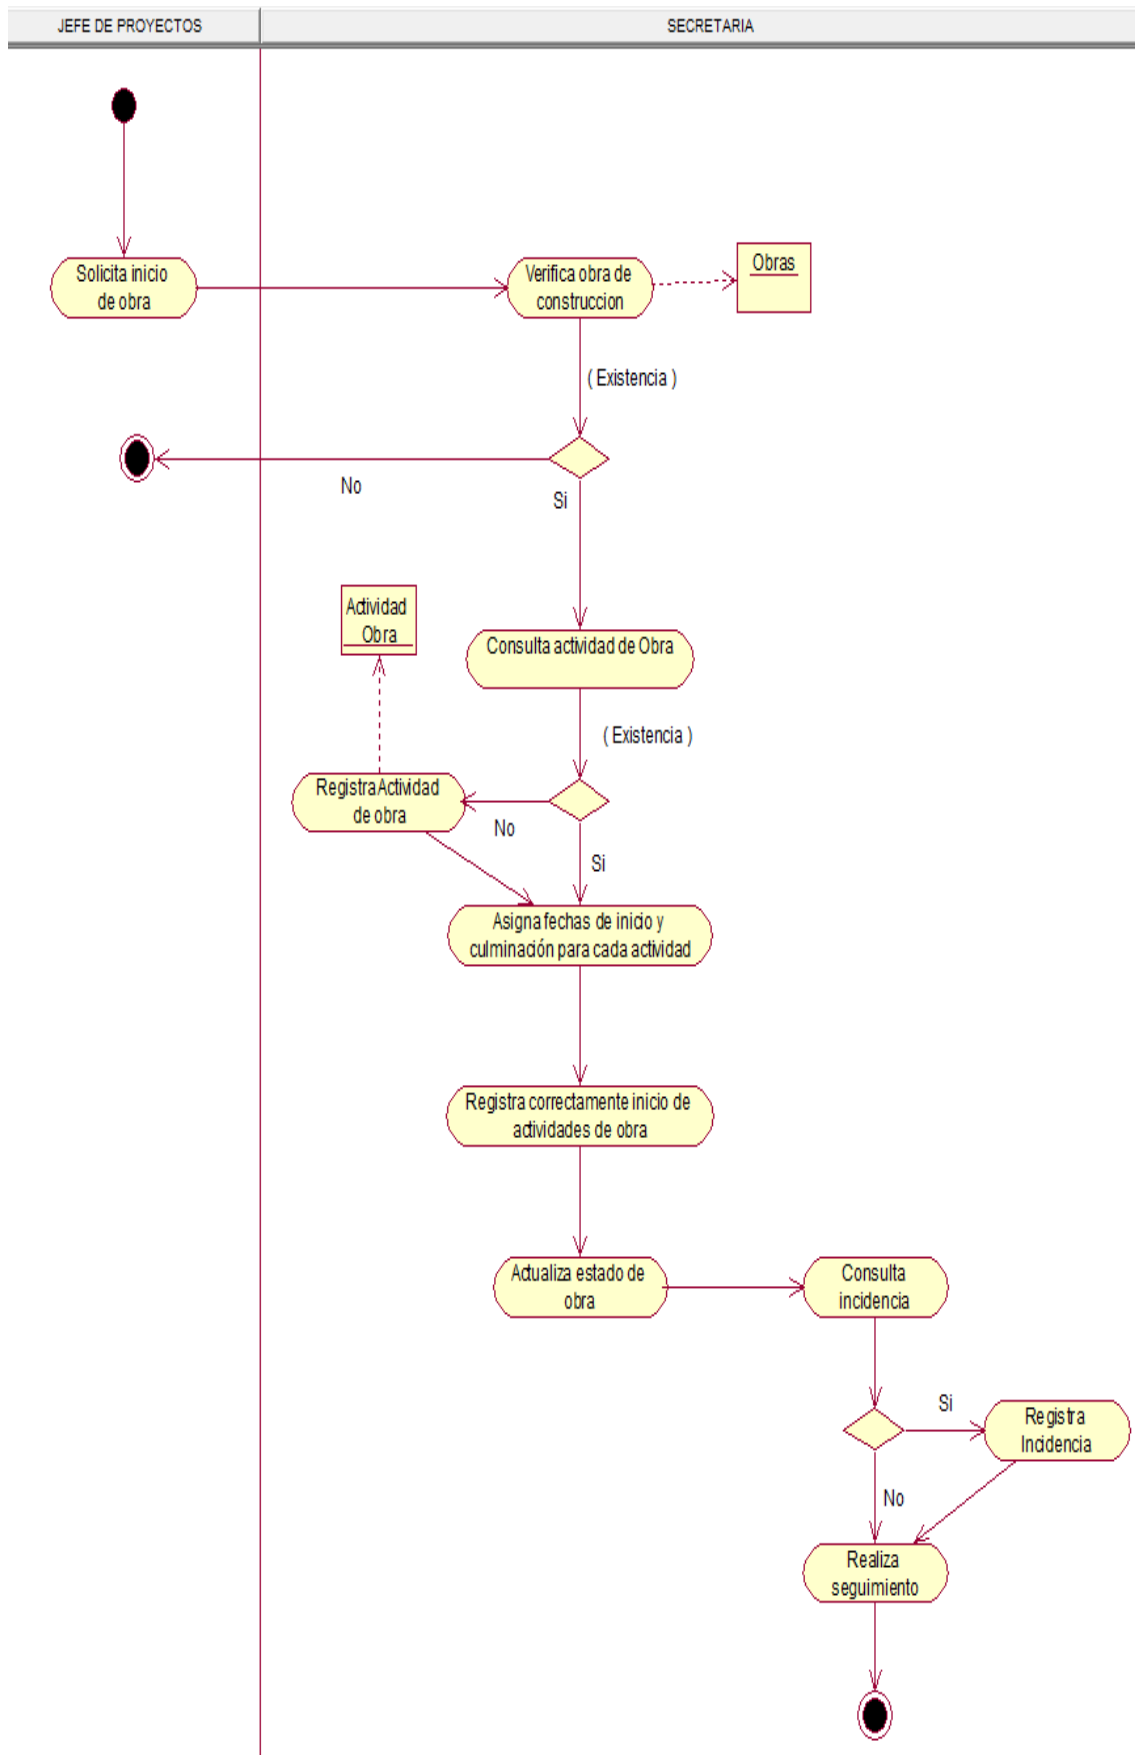 JEFE DE PROYECTOS
SECRETARIA
Solicita inicio
de obra
Verifica obra de
construccion
Obras
( Existencia )
No
Si
Actividad
Obra
Consulta actividad de Obra
( Existencia )
Registra Actividad
de obra
No
Si
Asigna fechas de inicio y
culminación para cada actividad
Registra correctamente inicio de
actividades de obra
Actualiza estado de
obra
Consulta
incidencia
Si
Registra
Incidencia
No
Realiza
seguimiento